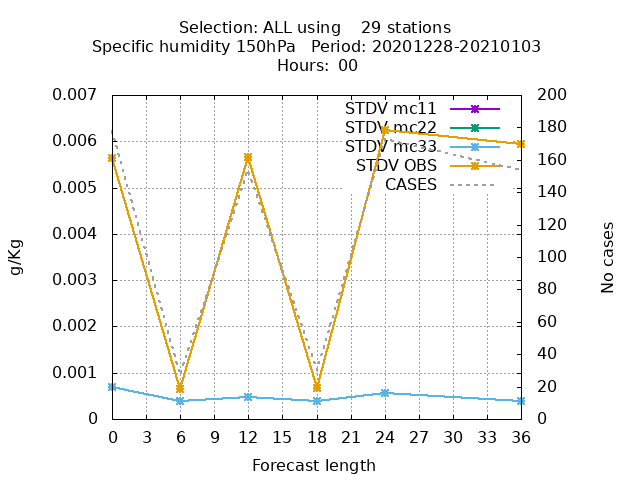 Selection: ALL using    29 stations
Specific humidity 150hPa   Period: 20201228-20210103
Hours: 00
0.007
0.006
0.005
0.004
0.003
0.002
0.001
0
g/Kg
STDV mc11
STDV mc22
STDV mc33
STDV OBS
CASES
200
180
160
140
120
100
80
60
40
20
0
No cases
0 3 6 9 12 15 18 21 24 27 30 33 36
Forecast length